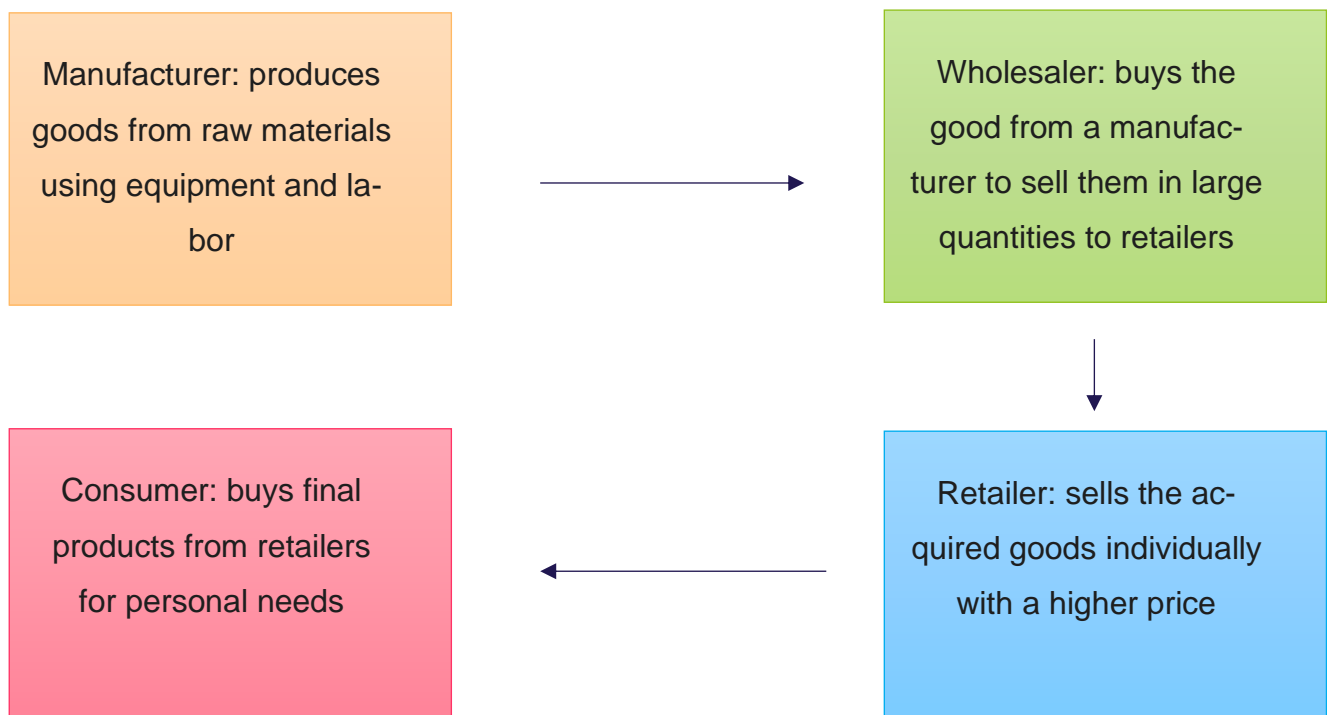 Manufacturer: produces
goods from raw materials
using equipment and la-
bor
Wholesaler: buys the
good from a manufac-
turer to sell them in large
quantities to retailers
Consumer: buys final
products from retailers
for personal needs
Retailer: sells the ac-
quired goods individually
with a higher price